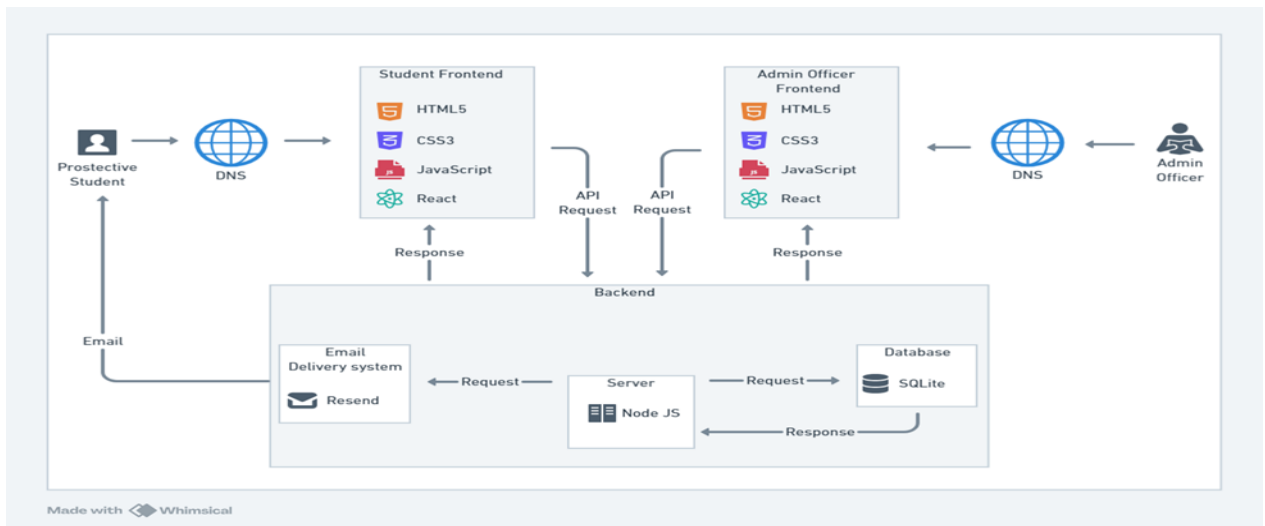 Student Frontend
HTML5
CSS3
JavaScript
JS
React
Admin Officer
Frontend
HTML5
CSS3
JavaScript
JS
React
Prostective
Student
DNS
DNS
Admin
Officer
API
Request
API
Request
Response
Response
Backend
Email
Email
Delivery system
Resend
Request
Server
Node JS
Request
Database
SQLite
Response
Made with Whimsical